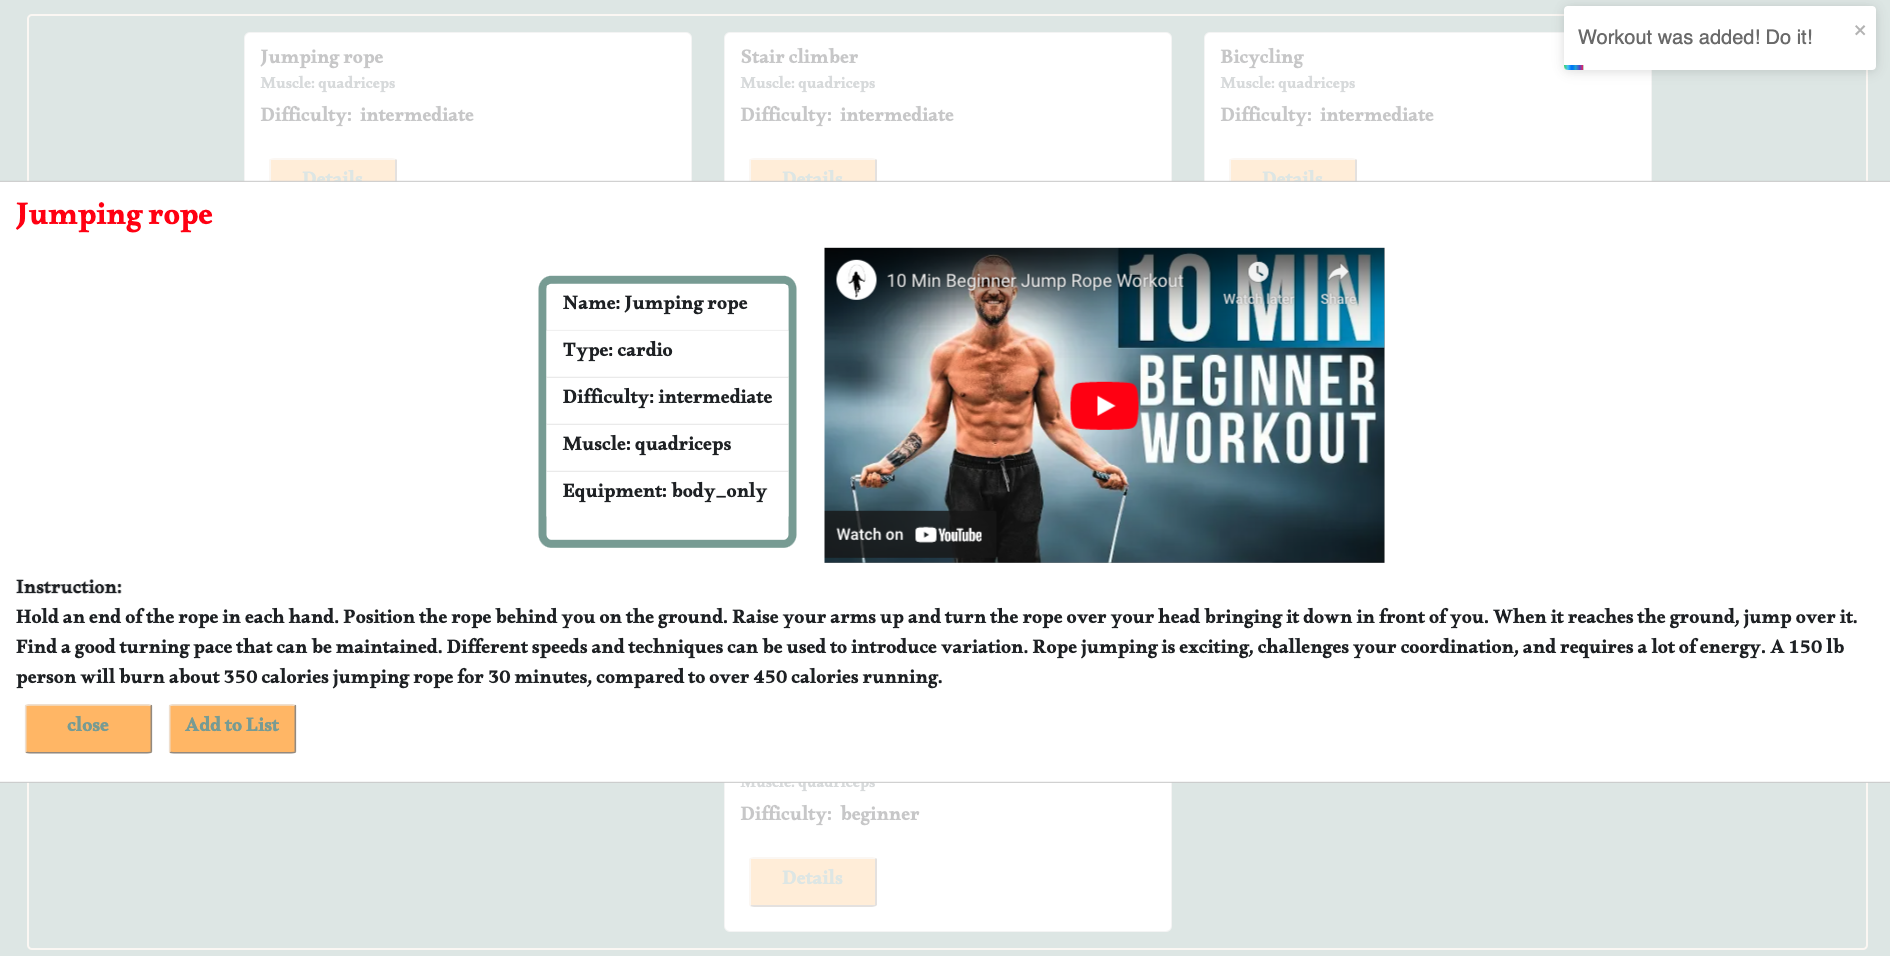 Jumping rope
Muscle: quadriceps
Difficulty: intermediate
Details
Stair climber
Muscle: quadriceps
Difficulty: intermediate
Details
Bicycling
Muscle: quadriceps
Difficulty: intermediate
Details
Workout was added! Do it!
Jumping rope
Name: Jumping rope
Type: cardio
Difficulty: intermediate
Muscle: quadriceps
Equipment: body_only
10 Min Beginner Jump Rope Workout
Watch later
Share
10 MIN
BEGINNER
WORKOUT
Watch on YouTube
Instruction:
Hold an end of the rope in each hand. Position the rope behind you on the ground. Raise your arms up and turn the rope over your head bringing it down in front of you. When it reaches the ground, jump over it.
Find a good turning pace that can be maintained. Different speeds and techniques can be used to introduce variation. Rope jumping is exciting, challenges your coordination, and requires a lot of energy. A 150 lb
person will burn about 350 calories jumping rope for 30 minutes, compared to over 450 calories running.
close
Add to List
Muscle: quadriceps
Difficulty: beginner
Details